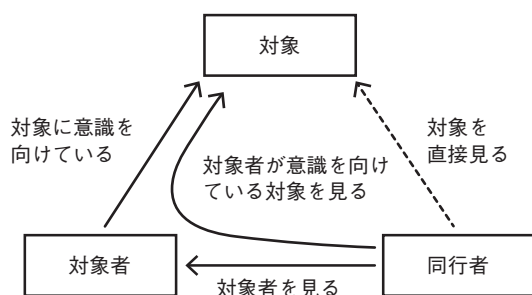 対象
対象に意識を
向けている
対象者が意識を向け
ている対象を見る
対象を
直接見る
対象者
対象者を見る
同行者